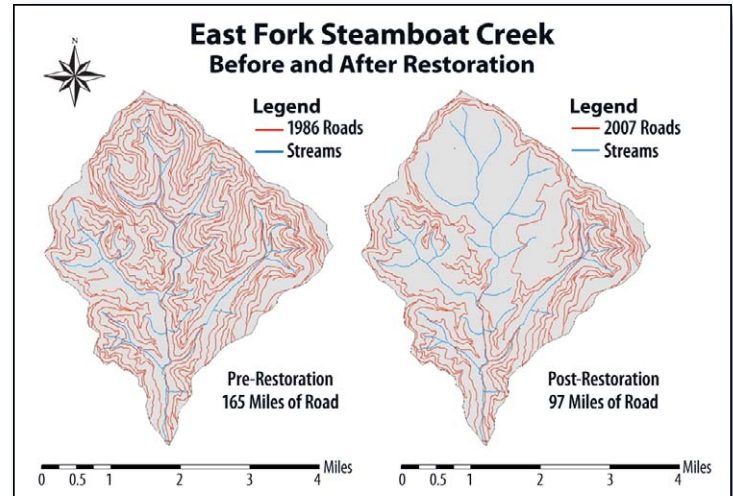 East Fork Steamboat Creek
Before and After Restoration
N
Legend
1986 Roads
Streams
Legend
2007 Roads
Streams
Pre-Restoration
165 Miles of Road
Post-Restoration
97 Miles of Road
0 0.5 1 2 3 4 Miles
0 0.5 1 2 3 4 Miles